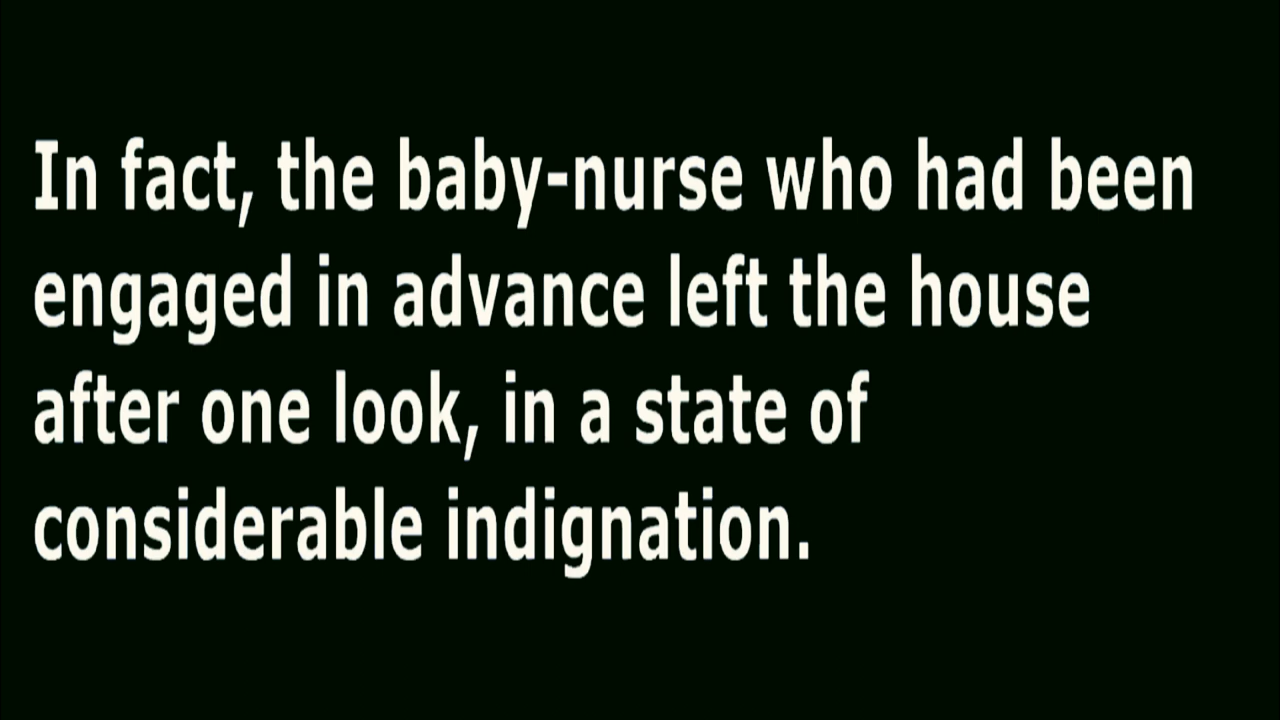 In fact, the baby-nurse who had been
engaged in advance left the house
after one look, in a state of
considerable indignation.